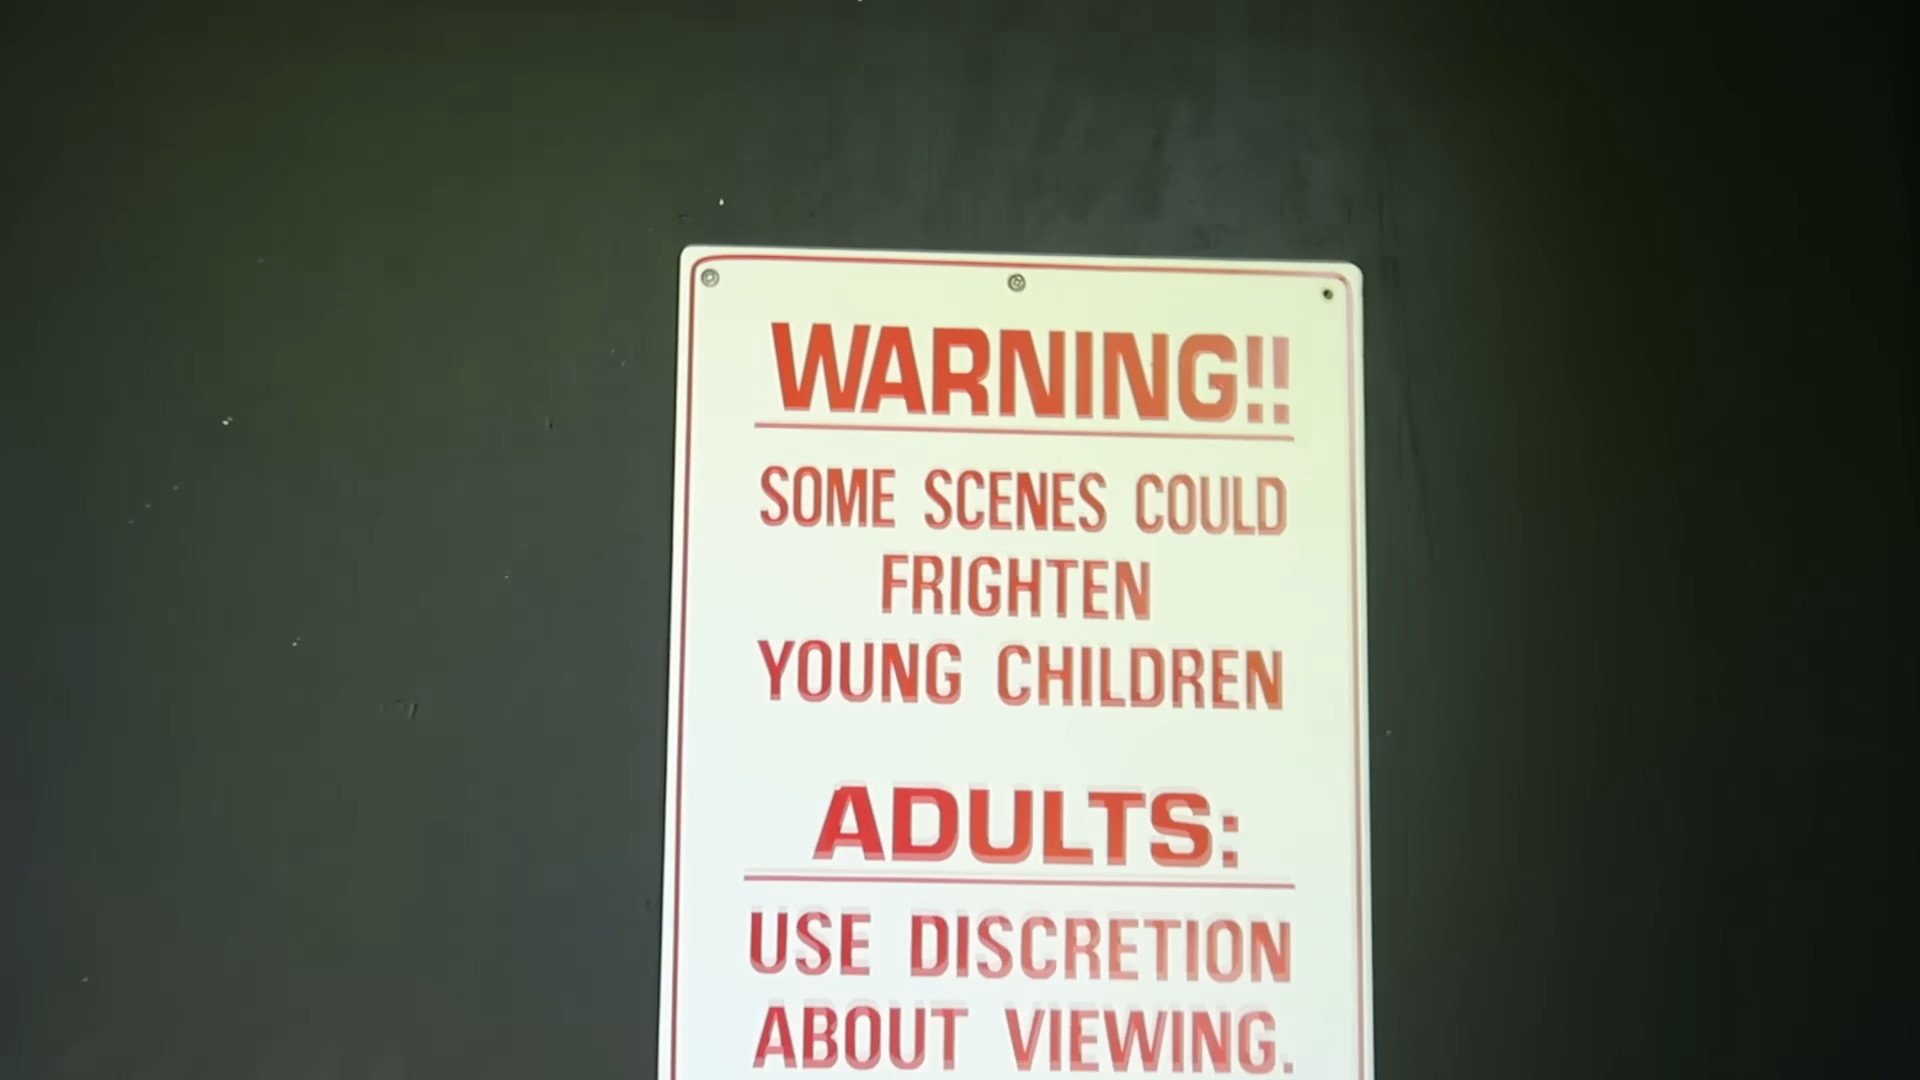 WARNING!!
SOME SCENES COULD
FRIGHTEN
YOUNG CHILDREN
ADULTS:
USE DISCRETION
ABOUT VIEWING.